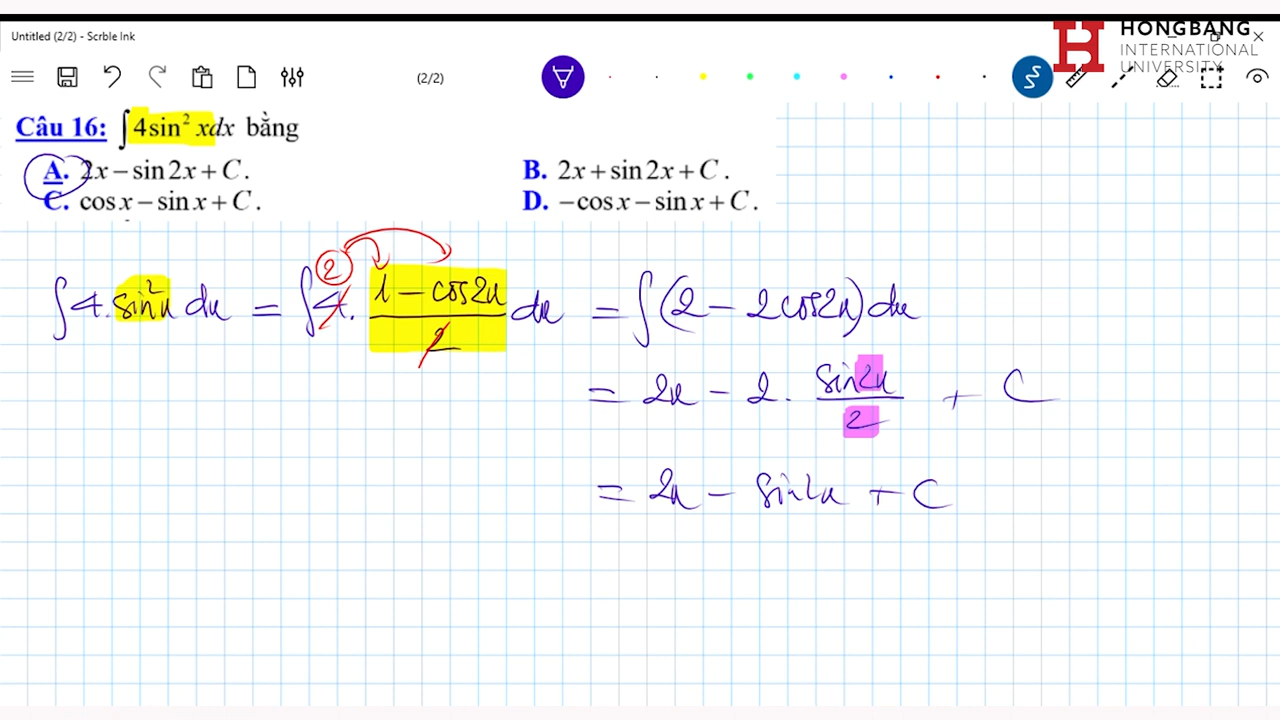 Untitled (2/2) - Scrble Ink
HONGBANG
INTERNATIONAL
UNIVERSITY
(2/2)
Câu 16: ∫4sin² xdx bằng
A. 2x − sin 2x + C.
B. 2x + sin 2x + C.
C. cos x − sin x + C.
D. −cos x − sin x + C.
2
∫4.sin²x dx = ∫4. (1 − cos2x)/2 dx = ∫(2 − 2cos2x)dx
= 2x − 2. sin2x/2 + C
= 2x − sin2x + C